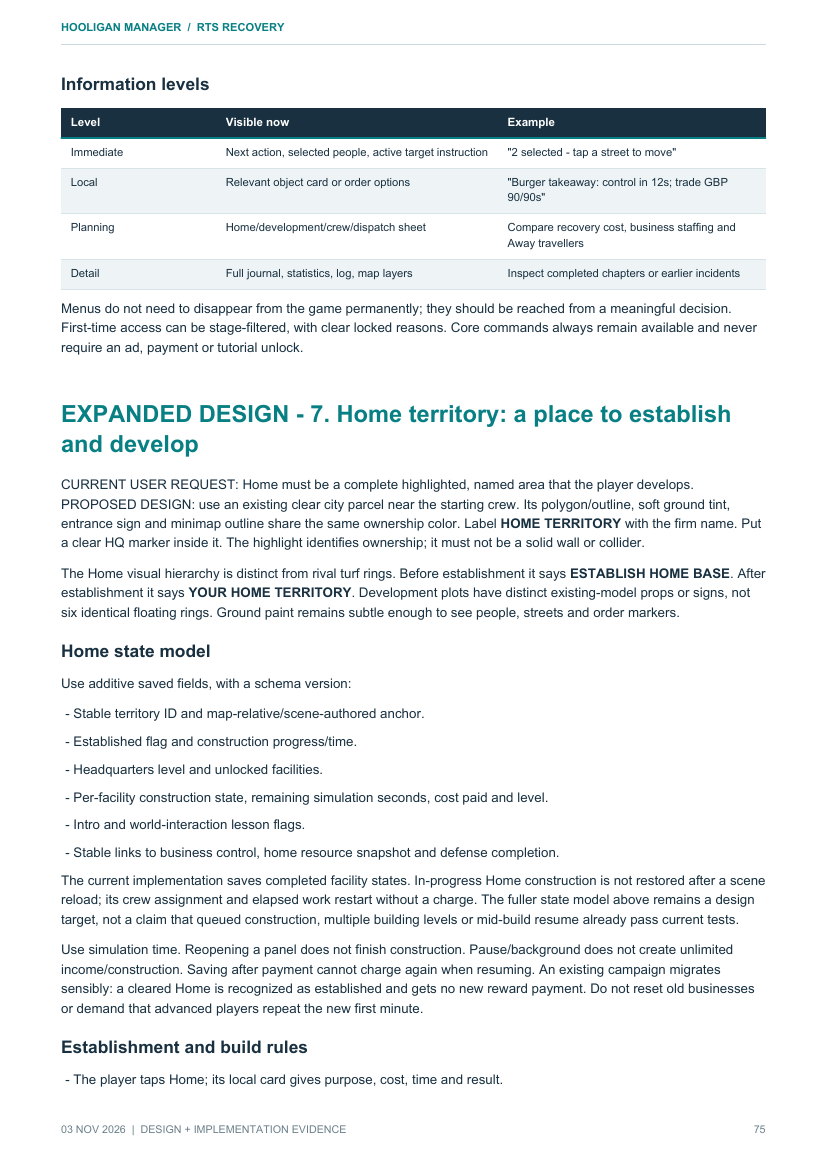 HOOLIGAN MANAGER / RTS RECOVERY
Information levels
Level Visible now Example
Immediate Next action, selected people, active target instruction "2 selected - tap a street to move"
Local Relevant object card or order options "Burger takeaway: control in 12s; trade GBP
90/90s"
Planning Home/development/crew/dispatch sheet Compare recovery cost, business staffing and
Away travellers
Detail Full journal, statistics, log, map layers Inspect completed chapters or earlier incidents
Menus do not need to disappear from the game permanently; they should be reached from a meaningful decision.
First-time access can be stage-filtered, with clear locked reasons. Core commands always remain available and never
require an ad, payment or tutorial unlock.
EXPANDED DESIGN - 7. Home territory: a place to establish
and develop
CURRENT USER REQUEST: Home must be a complete highlighted, named area that the player develops.
PROPOSED DESIGN: use an existing clear city parcel near the starting crew. Its polygon/outline, soft ground tint,
entrance sign and minimap outline share the same ownership color. Label HOME TERRITORY with the firm name. Put
a clear HQ marker inside it. The highlight identifies ownership; it must not be a solid wall or collider.
The Home visual hierarchy is distinct from rival turf rings. Before establishment it says ESTABLISH HOME BASE. After
establishment it says YOUR HOME TERRITORY. Development plots have distinct existing-model props or signs, not
six identical floating rings. Ground paint remains subtle enough to see people, streets and order markers.
Home state model
Use additive saved fields, with a schema version:
- Stable territory ID and map-relative/scene-authored anchor.
- Established flag and construction progress/time.
- Headquarters level and unlocked facilities.
- Per-facility construction state, remaining simulation seconds, cost paid and level.
- Intro and world-interaction lesson flags.
- Stable links to business control, home resource snapshot and defense completion.
The current implementation saves completed facility states. In-progress Home construction is not restored after a scene
reload; its crew assignment and elapsed work restart without a charge. The fuller state model above remains a design
target, not a claim that queued construction, multiple building levels or mid-build resume already pass current tests.
Use simulation time. Reopening a panel does not finish construction. Pause/background does not create unlimited
income/construction. Saving after payment cannot charge again when resuming. An existing campaign migrates
sensibly: a cleared Home is recognized as established and gets no new reward payment. Do not reset old businesses
or demand that advanced players repeat the new first minute.
Establishment and build rules
- The player taps Home; its local card gives purpose, cost, time and result.
03 NOV 2026 | DESIGN + IMPLEMENTATION EVIDENCE 75